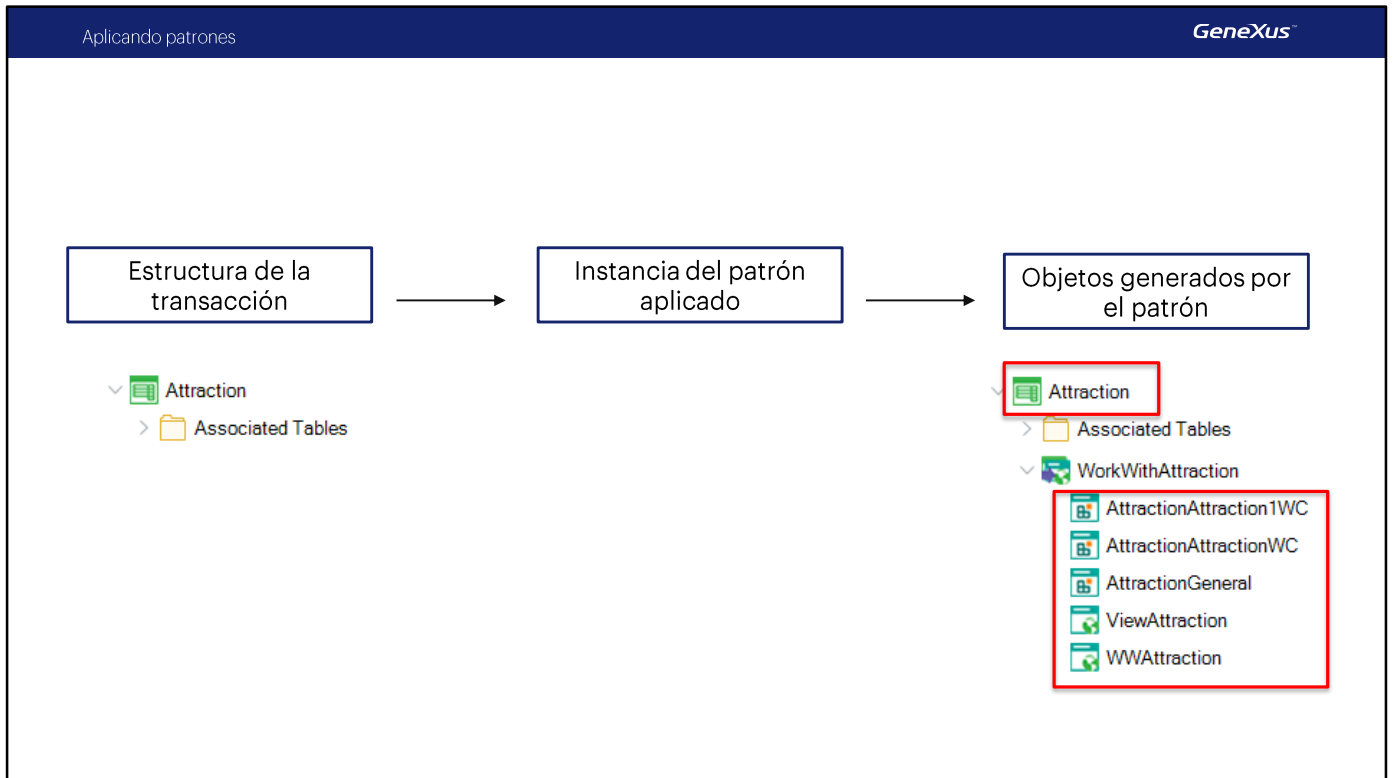 Aplicando patrones
GeneXus™
Estructura de la
transacción
Instancia del patrón
aplicado
Objetos generados por
el patrón
Attraction
Associated Tables
Attraction
Associated Tables
WorkWithAttraction
AttractionAttraction1WC
AttractionAttractionWC
AttractionGeneral
ViewAttraction
WWAttraction